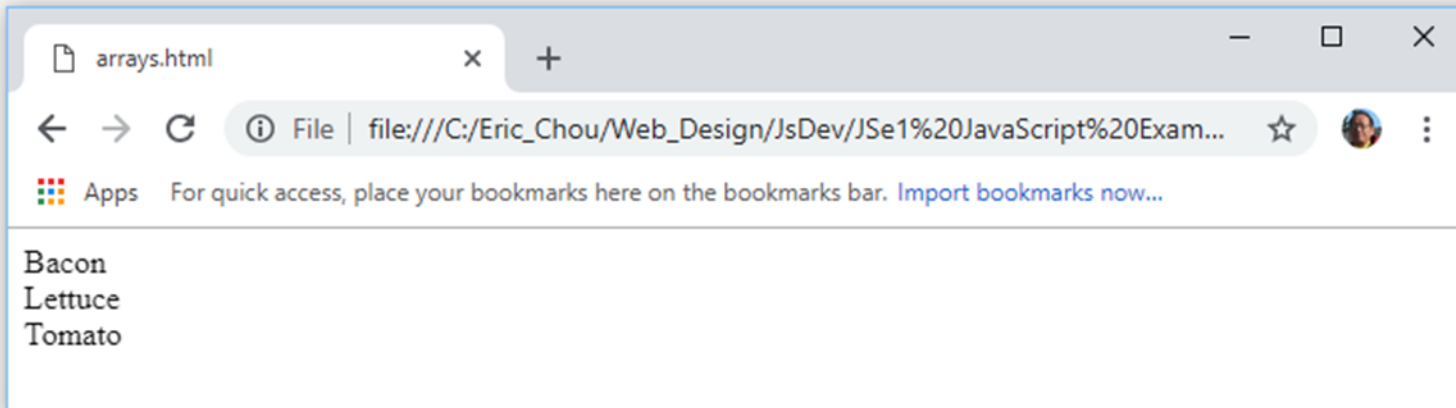 arrays.html
File file:///C:/Eric_Chou/Web_Design/JsDev/JSe1%20JavaScript%20Exam...
Apps For quick access, place your bookmarks here on the bookmarks bar. Import bookmarks now...
Bacon
Lettuce
Tomato